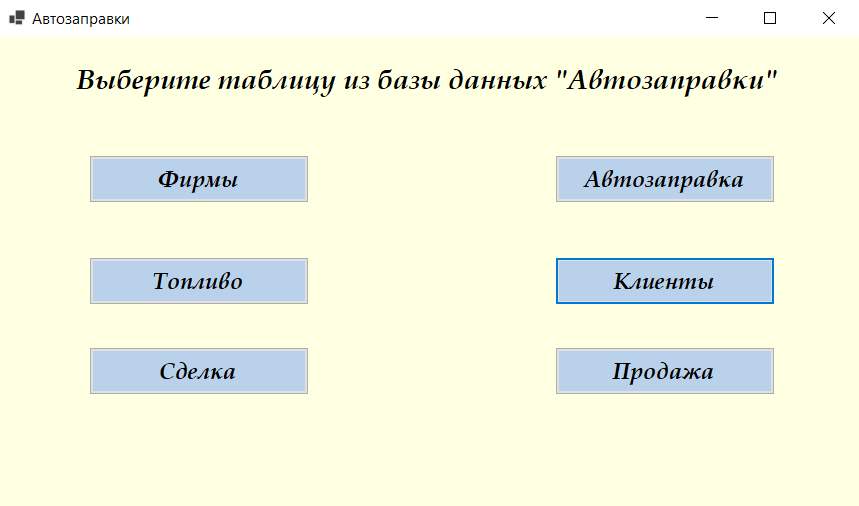 Автозаправки
Выберите таблицу из базы данных "Автозаправки"
Фирмы
Автозаправка
Топливо
Клиенты
Сделка
Продажа